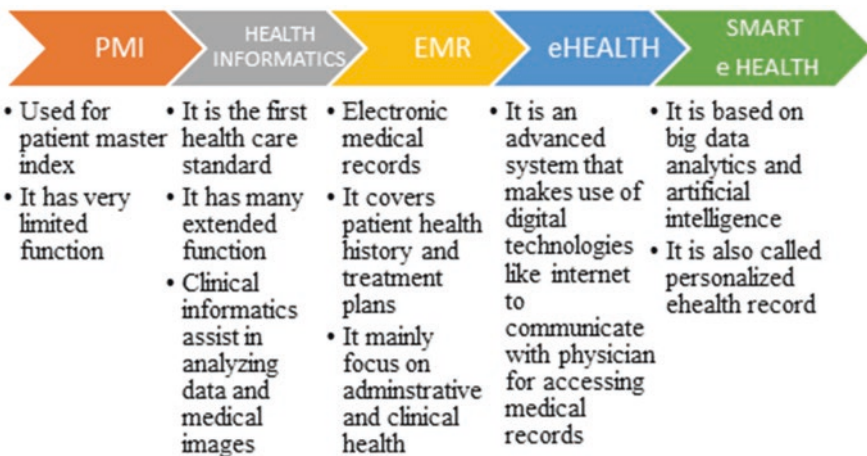 PMI
HEALTH
INFORMATICS
EMR
eHEALTH
SMART
e HEALTH
• Used for
patient master
index
• It has very
limited
function
• It is the first
health care
standard
• It has many
extended
function
• Clinical
informatics
assist in
analyzing
data and
medical
images
• Electronic
medical
records
• It covers
patient health
history and
treatment
plans
• It mainly
focus on
adminstrative
and clinical
health
• It is an
advanced
system that
makes use of
digital
technologies
like internet
to
communicate
with physician
for accessing
medical
records
• It is based on
big data
analytics and
artificial
intelligence
• It is also called
personalized
ehealth record